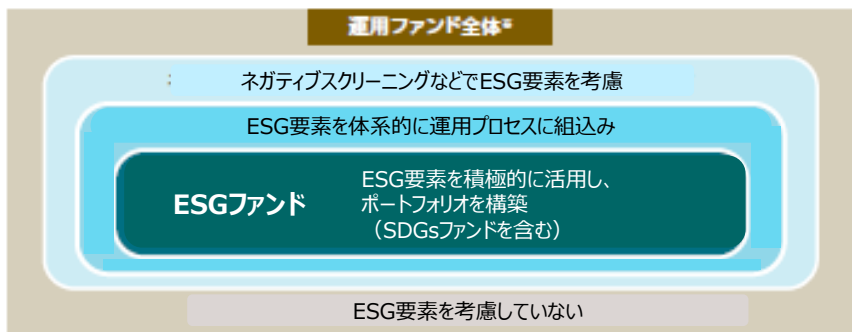 運用ファンド全体※
ネガティブスクリーニングなどでESG要素を考慮
ESG要素を体系的に運用プロセスに組込み
ESGファンド
ESG要素を積極的に活用し、
ポートフォリオを構築
（SDGsファンドを含む）
ESG要素を考慮していない